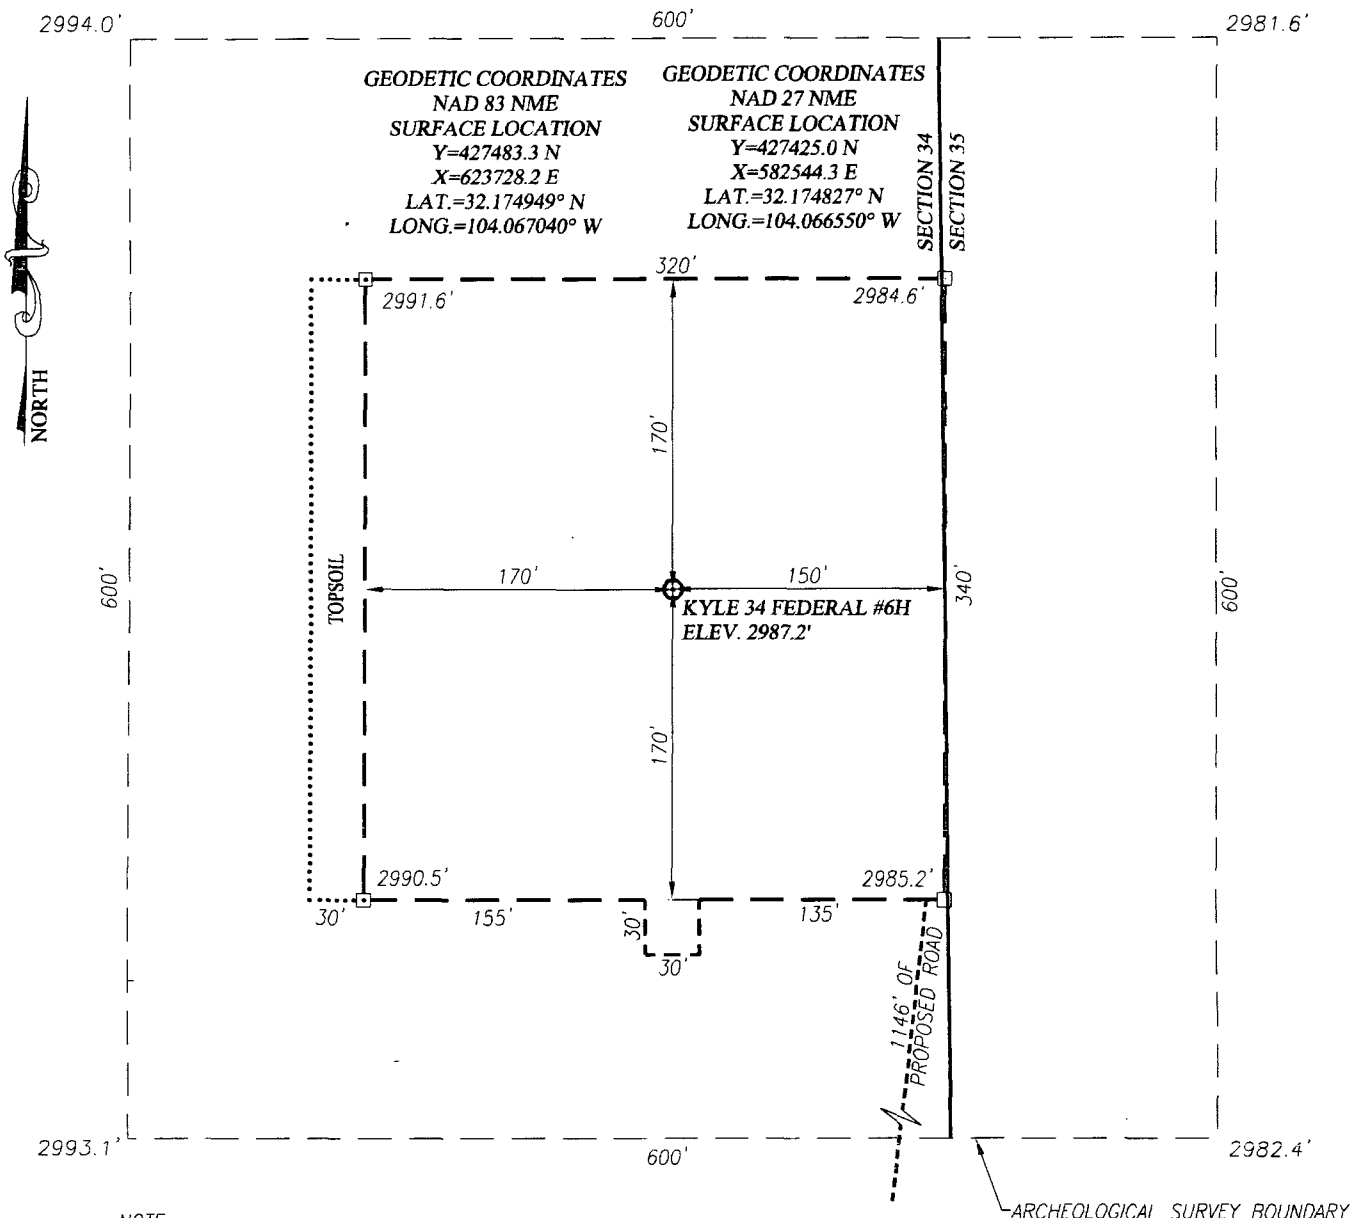 2994.0'
600'
2981.6'
GEODETIC COORDINATES
NAD 83 NME
SURFACE LOCATION
Y=427483.3 N
X=623728.2 E
LAT.=32.174949° N
LONG.=104.067040° W
GEODETIC COORDINATES
NAD 27 NME
SURFACE LOCATION
Y=427425.0 N
X=582544.3 E
LAT.=32.174827° N
LONG.=104.066550° W
SECTION 34
SECTION 35
NORTH
320'
2991.6'
2984.6'
170'
600'
TOPSOIL
170'
150'
340'
600'
KYLE 34 FEDERAL #6H
ELEV. 2987.2'
170'
2990.5'
2985.2'
30'
155'
30'
135'
30'
1146' OF
PROPOSED ROAD
2993.1'
600'
2982.4'
NOTE
ARCHEOLOGICAL SURVEY BOUNDARY